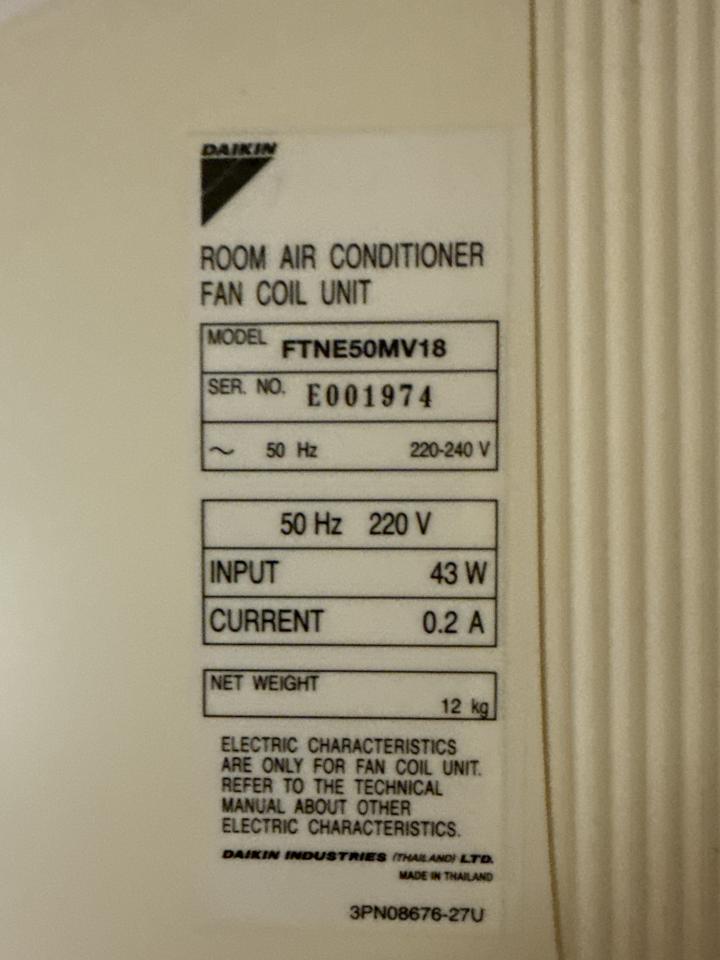 DAIKIN
ROOM AIR CONDITIONER
FAN COIL UNIT
MODEL FTNE50MV18
SER. NO. E001974
~ 50 Hz 220-240 V
50 Hz 220 V
INPUT 43 W
CURRENT 0.2 A
NET WEIGHT
12 kg
ELECTRIC CHARACTERISTICS
ARE ONLY FOR FAN COIL UNIT.
REFER TO THE TECHNICAL
MANUAL ABOUT OTHER
ELECTRIC CHARACTERISTICS.
DAIKIN INDUSTRIES (THAILAND) LTD.
MADE IN THAILAND
3PN08676-27U